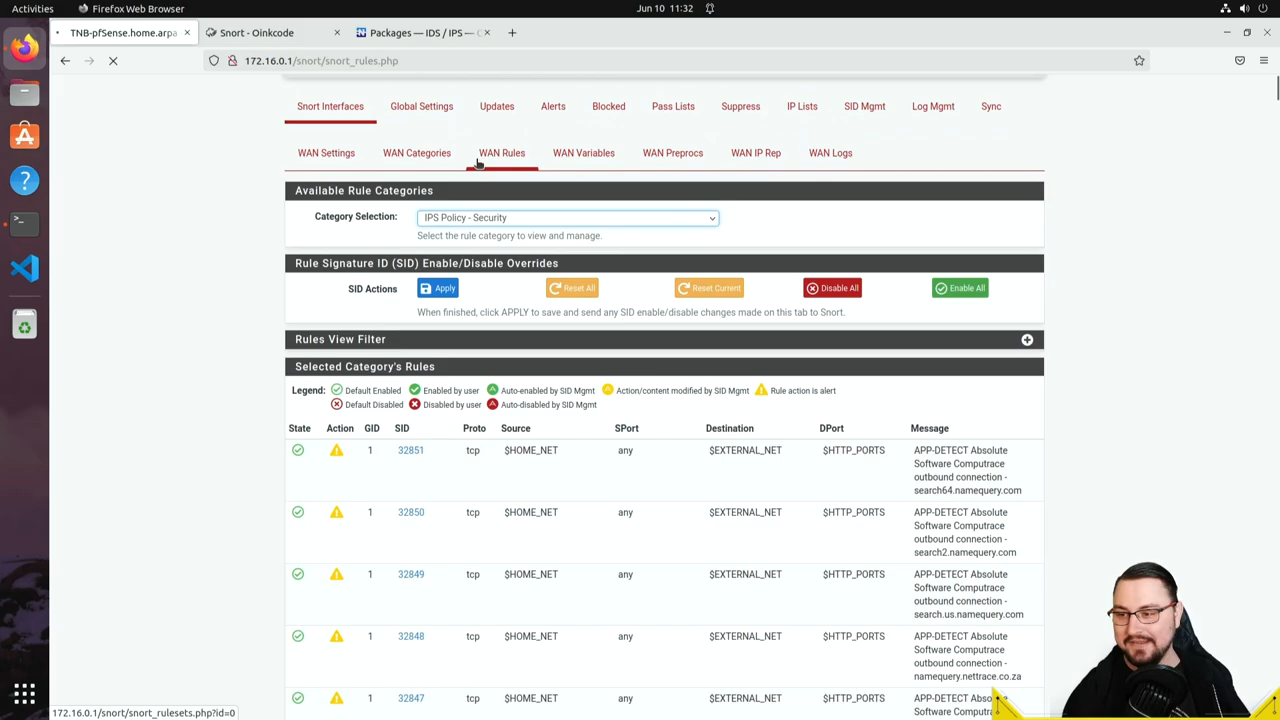 Activities
Firefox Web Browser
Jun 10 11:32
TNB-pfSense.home.arpa
Snort - Oinkcode
Packages — IDS / IPS —
172.16.0.1/snort/snort_rules.php
Snort Interfaces Global Settings Updates Alerts Blocked Pass Lists Suppress IP Lists SID Mgmt Log Mgmt Sync
WAN Settings WAN Categories WAN Rules WAN Variables WAN Preprocs WAN IP Rep WAN Logs
Available Rule Categories
Category Selection: IPS Policy - Security
Select the rule category to view and manage.
Rule Signature ID (SID) Enable/Disable Overrides
SID Actions Apply Reset All Reset Current Disable All Enable All
When finished, click APPLY to save and send any SID enable/disable changes made on this tab to Snort.
Rules View Filter
Selected Category's Rules
Legend: Default Enabled Enabled by user Auto-enabled by SID Mgmt Action/content modified by SID Mgmt Rule action is alert
Default Disabled Disabled by user Auto-disabled by SID Mgmt
State Action GID SID Proto Source SPort Destination DPort Message
1 32851 tcp $HOME_NET any $EXTERNAL_NET $HTTP_PORTS APP-DETECT Absolute
Software Computrace
outbound connection -
search64.namequery.com
1 32850 tcp $HOME_NET any $EXTERNAL_NET $HTTP_PORTS APP-DETECT Absolute
Software Computrace
outbound connection -
search2.namequery.com
1 32849 tcp $HOME_NET any $EXTERNAL_NET $HTTP_PORTS APP-DETECT Absolute
Software Computrace
outbound connection -
search.us.namequery.com
1 32848 tcp $HOME_NET any $EXTERNAL_NET $HTTP_PORTS APP-DETECT Absolute
Software Computrace
outbound connection -
namequery.nettrace.co.za
1 32847 tcp $HOME_NET any $EXTERNAL_NET $HTTP_PORTS APP-DETECT
Software
172.16.0.1/snort/snort_rulesets.php?id=0